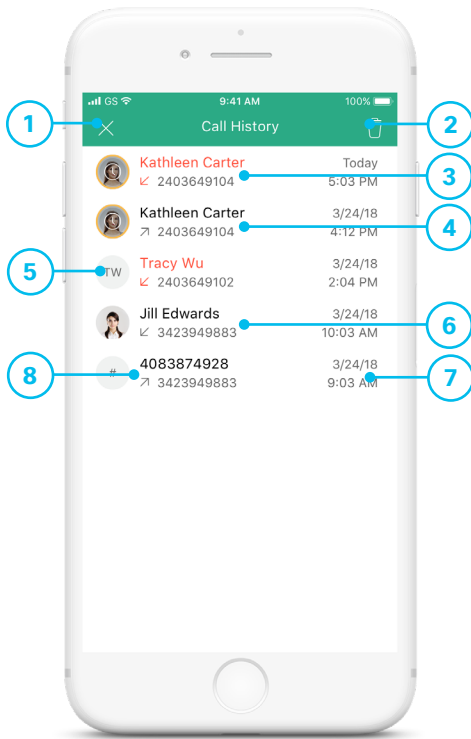 GS 9:41 AM 100%
1 Call History 2
Kathleen Carter Today
2403649104 5:03 PM 3
Kathleen Carter 3/24/18
2403649104 4:12 PM 4
5 TW Tracy Wu 3/24/18
2403649102 2:04 PM
Jill Edwards 3/24/18
3423949883 10:03 AM 6
8 # 4083874928 3/24/18
3423949883 9:03 AM 7